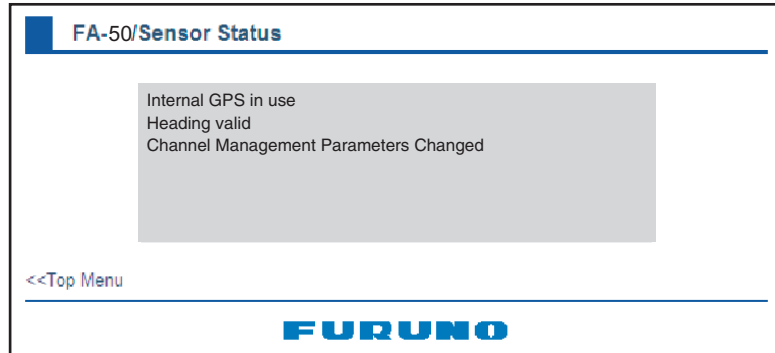 FA-50/Sensor Status
Internal GPS in use
Heading valid
Channel Management Parameters Changed
<<Top Menu
FURUNO